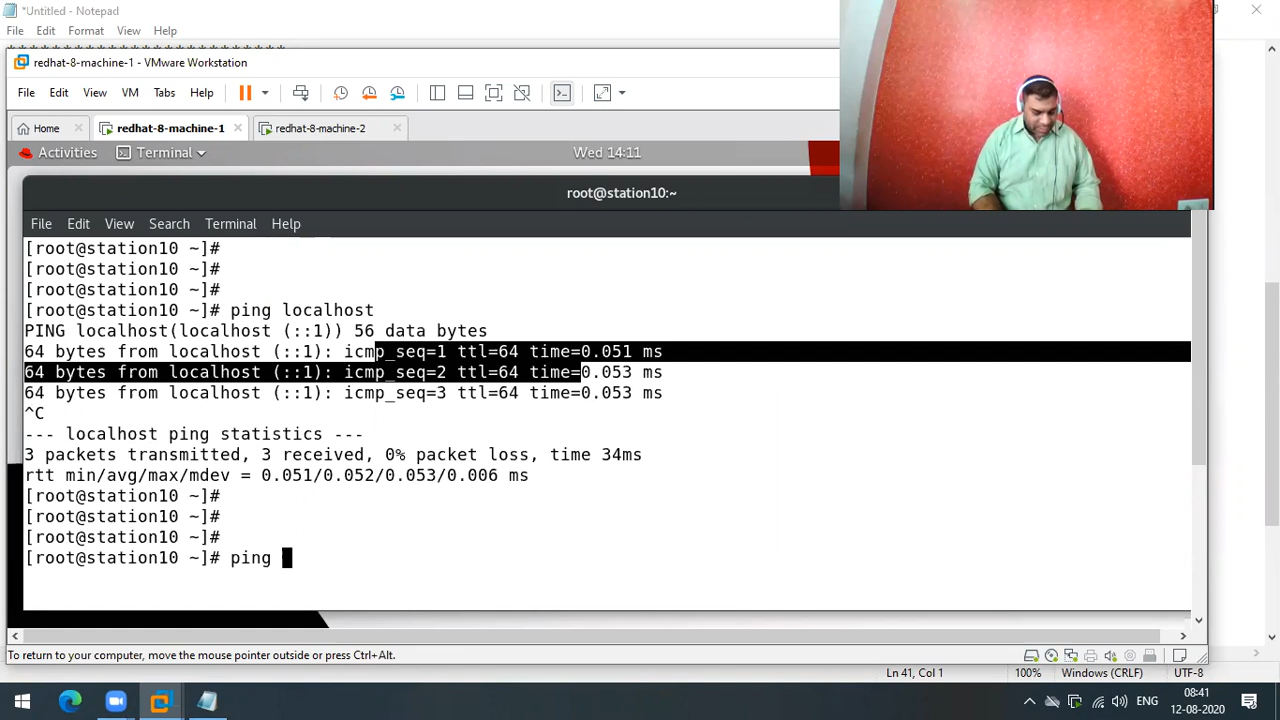 *Untitled - Notepad
File Edit Format View Help
redhat-8-machine-1 - VMware Workstation
File Edit View VM Tabs Help
Home redhat-8-machine-1 redhat-8-machine-2
Activities Terminal Wed 14:11
root@station10:~
File Edit View Search Terminal Help
[root@station10 ~]#
[root@station10 ~]#
[root@station10 ~]#
[root@station10 ~]# ping localhost
PING localhost(localhost (::1)) 56 data bytes
64 bytes from localhost (::1): icmp_seq=1 ttl=64 time=0.051 ms
64 bytes from localhost (::1): icmp_seq=2 ttl=64 time=0.053 ms
64 bytes from localhost (::1): icmp_seq=3 ttl=64 time=0.053 ms
^C
--- localhost ping statistics ---
3 packets transmitted, 3 received, 0% packet loss, time 34ms
rtt min/avg/max/mdev = 0.051/0.052/0.053/0.006 ms
[root@station10 ~]#
[root@station10 ~]#
[root@station10 ~]#
[root@station10 ~]# ping
To return to your computer, move the mouse pointer outside or press Ctrl+Alt.
Ln 41, Col 1 100% Windows (CRLF) UTF-8
ENG 08:41
12-08-2020